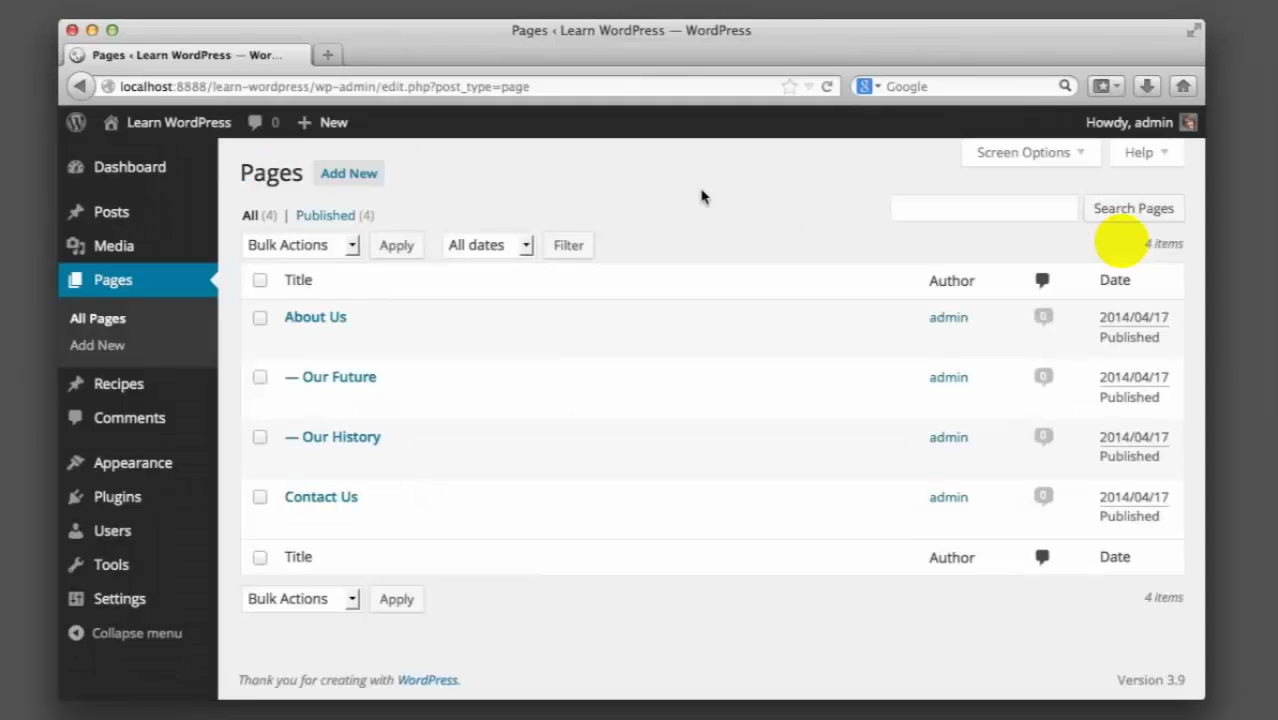 Pages ‹ Learn WordPress — WordPress
Pages ‹ Learn WordPress — Wor...
localhost:8888/learn-wordpress/wp-admin/edit.php?post_type=page
Google
Learn WordPress 0 + New
Howdy, admin
Dashboard
Posts
Media
Pages
All Pages
Add New
Recipes
Comments
Appearance
Plugins
Users
Tools
Settings
Collapse menu
Screen Options Help
Pages Add New
All (4) | Published (4)
Search Pages
Bulk Actions Apply All dates Filter
4 items
Title Author Date
About Us admin 0 2014/04/17
Published
— Our Future admin 0 2014/04/17
Published
— Our History admin 0 2014/04/17
Published
Contact Us admin 0 2014/04/17
Published
Title Author Date
Bulk Actions Apply 4 items
Thank you for creating with WordPress. Version 3.9